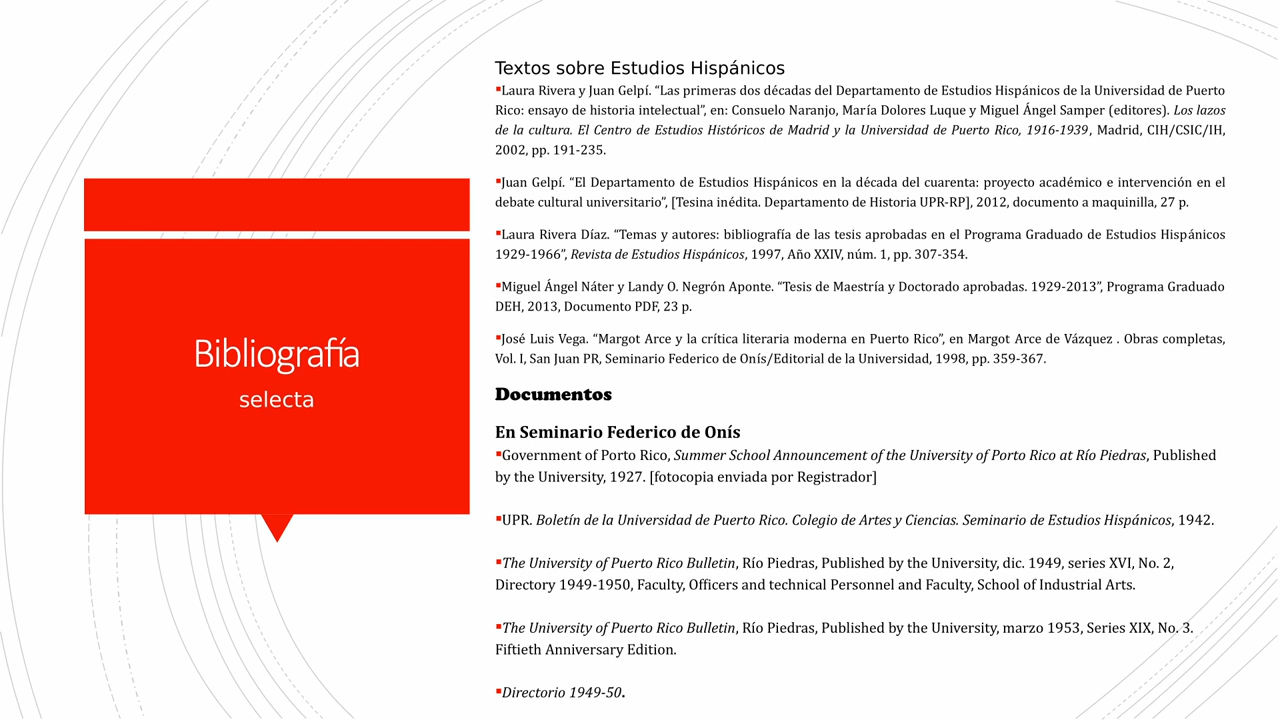 Bibliografía
selecta
Textos sobre Estudios Hispánicos
▪Laura Rivera y Juan Gelpí. “Las primeras dos décadas del Departamento de Estudios Hispánicos de la Universidad de Puerto
Rico: ensayo de historia intelectual”, en: Consuelo Naranjo, María Dolores Luque y Miguel Ángel Samper (editores). Los lazos
de la cultura. El Centro de Estudios Históricos de Madrid y la Universidad de Puerto Rico, 1916-1939, Madrid, CIH/CSIC/IH,
2002, pp. 191-235.
▪Juan Gelpí. “El Departamento de Estudios Hispánicos en la década del cuarenta: proyecto académico e intervención en el
debate cultural universitario”, [Tesina inédita. Departamento de Historia UPR-RP], 2012, documento a maquinilla, 27 p.
▪Laura Rivera Díaz. “Temas y autores: bibliografía de las tesis aprobadas en el Programa Graduado de Estudios Hispánicos
1929-1966”, Revista de Estudios Hispánicos, 1997, Año XXIV, núm. 1, pp. 307-354.
▪Miguel Ángel Náter y Landy O. Negrón Aponte. “Tesis de Maestría y Doctorado aprobadas. 1929-2013”, Programa Graduado
DEH, 2013, Documento PDF, 23 p.
▪José Luis Vega. “Margot Arce y la crítica literaria moderna en Puerto Rico”, en Margot Arce de Vázquez . Obras completas,
Vol. I, San Juan PR, Seminario Federico de Onís/Editorial de la Universidad, 1998, pp. 359-367.
Documentos
En Seminario Federico de Onís
▪Government of Porto Rico, Summer School Announcement of the University of Porto Rico at Río Piedras, Published
by the University, 1927. [fotocopia enviada por Registrador]
▪UPR. Boletín de la Universidad de Puerto Rico. Colegio de Artes y Ciencias. Seminario de Estudios Hispánicos, 1942.
▪The University of Puerto Rico Bulletin, Río Piedras, Published by the University, dic. 1949, series XVI, No. 2,
Directory 1949-1950, Faculty, Officers and technical Personnel and Faculty, School of Industrial Arts.
▪The University of Puerto Rico Bulletin, Río Piedras, Published by the University, marzo 1953, Series XIX, No. 3.
Fiftieth Anniversary Edition.
▪Directorio 1949-50.